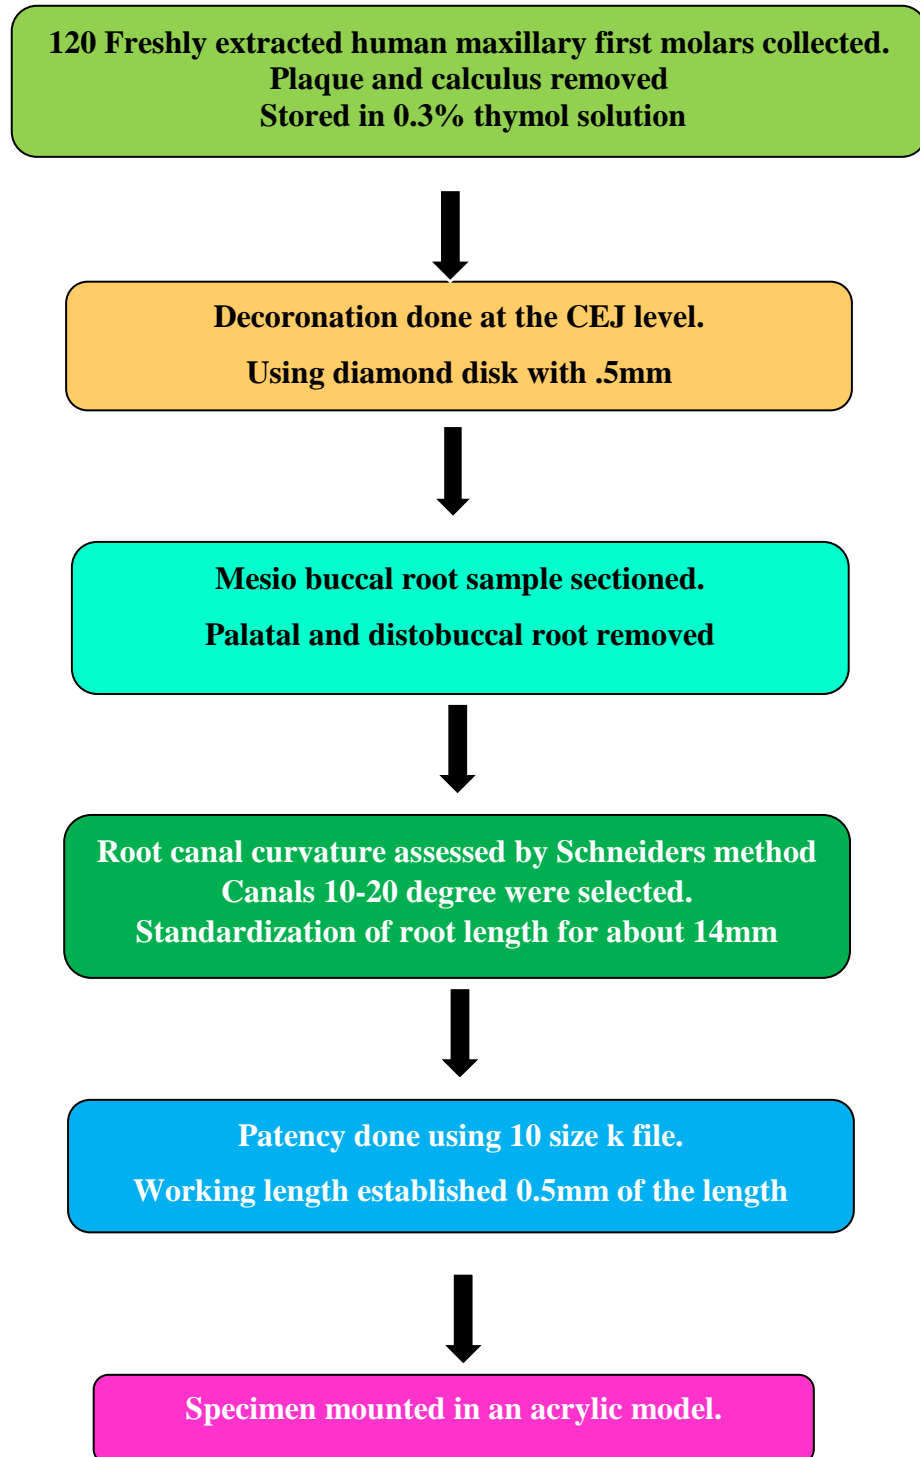 120 Freshly extracted human maxillary first molars collected.
Plaque and calculus removed
Stored in 0.3% thymol solution
Decoronation done at the CEJ level.
Using diamond disk with .5mm
Mesio buccal root sample sectioned.
Palatal and distobuccal root removed
Root canal curvature assessed by Schneiders method
Canals 10-20 degree were selected.
Standardization of root length for about 14mm
Patency done using 10 size k file.
Working length established 0.5mm of the length
Specimen mounted in an acrylic model.